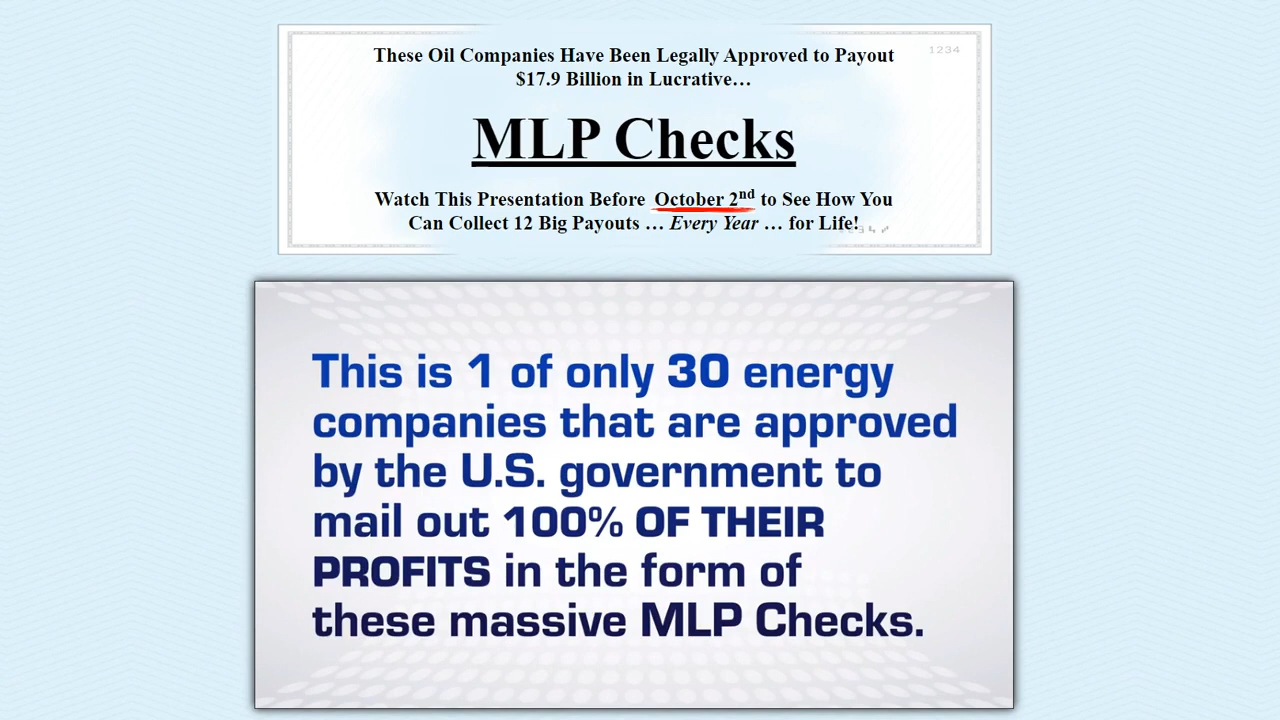 These Oil Companies Have Been Legally Approved to Payout
1234
$17.9 Billion in Lucrative…
MLP Checks
Watch This Presentation Before October 2nd to See How You
Can Collect 12 Big Payouts … Every Year … for Life!
This is 1 of only 30 energy
companies that are approved
by the U.S. government to
mail out 100% OF THEIR
PROFITS in the form of
these massive MLP Checks.